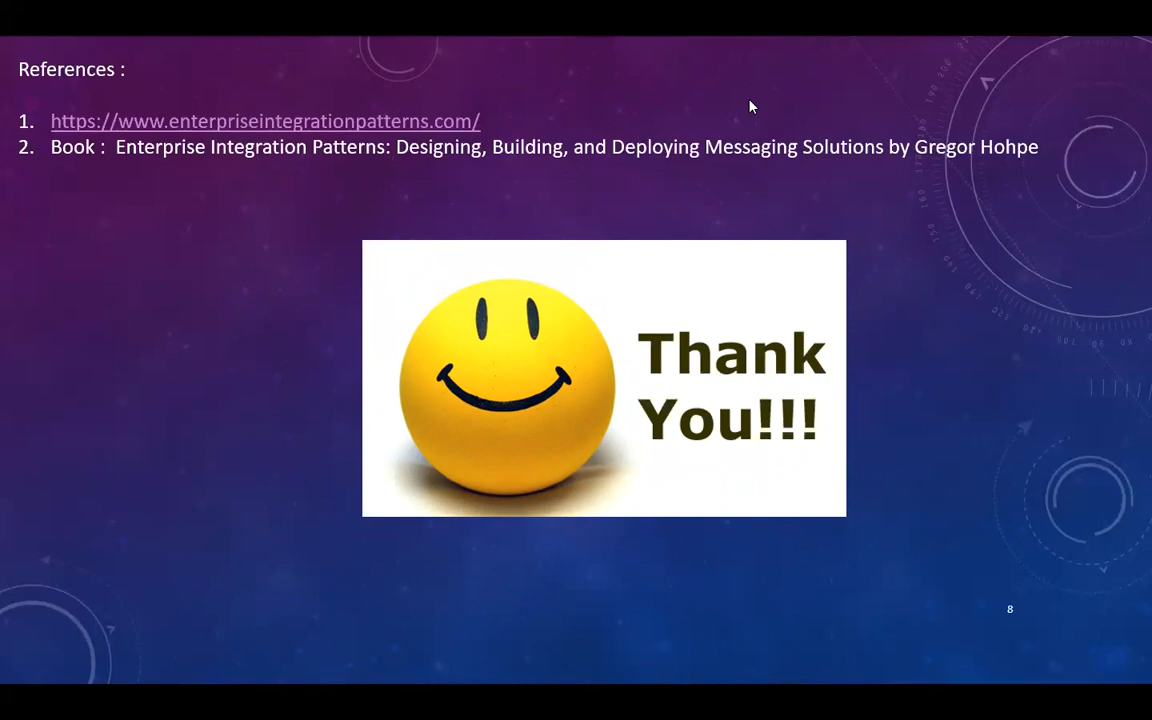 References :
1. https://www.enterpriseintegrationpatterns.com/
2. Book : Enterprise Integration Patterns: Designing, Building, and Deploying Messaging Solutions by Gregor Hohpe
Thank
You!!!
8